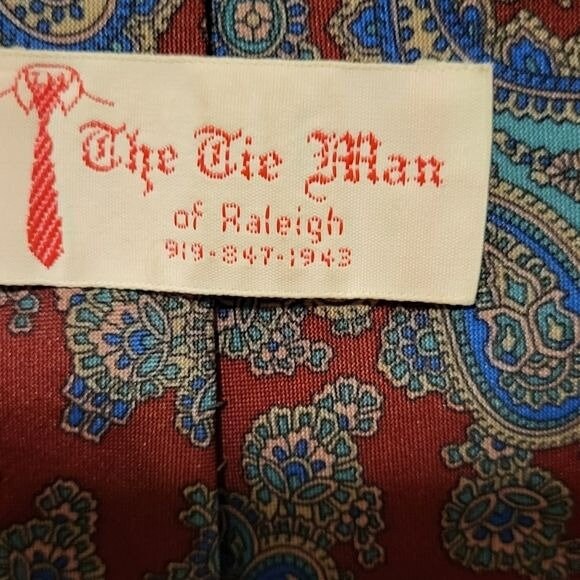 The Tie Man
of Raleigh
919-847-1943